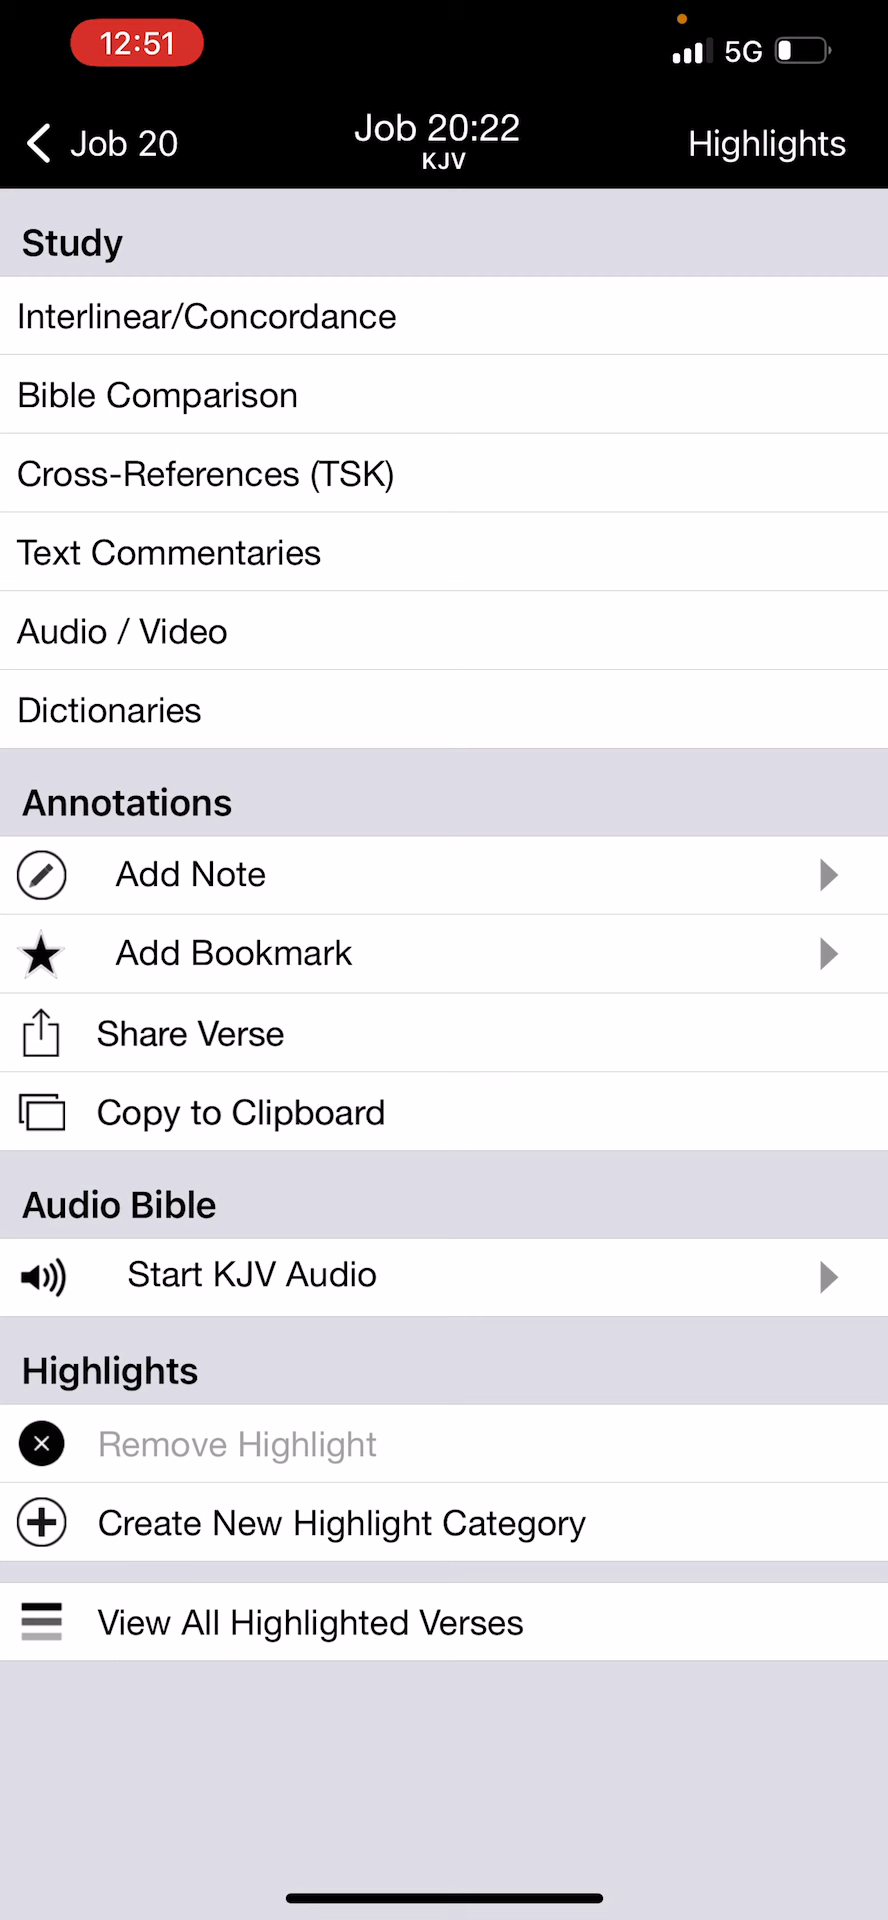 12:51
5G
Job 20
Job 20:22
KJV
Highlights
Study
Interlinear/Concordance
Bible Comparison
Cross-References (TSK)
Text Commentaries
Audio / Video
Dictionaries
Annotations
Add Note
Add Bookmark
Share Verse
Copy to Clipboard
Audio Bible
Start KJV Audio
Highlights
Remove Highlight
Create New Highlight Category
View All Highlighted Verses